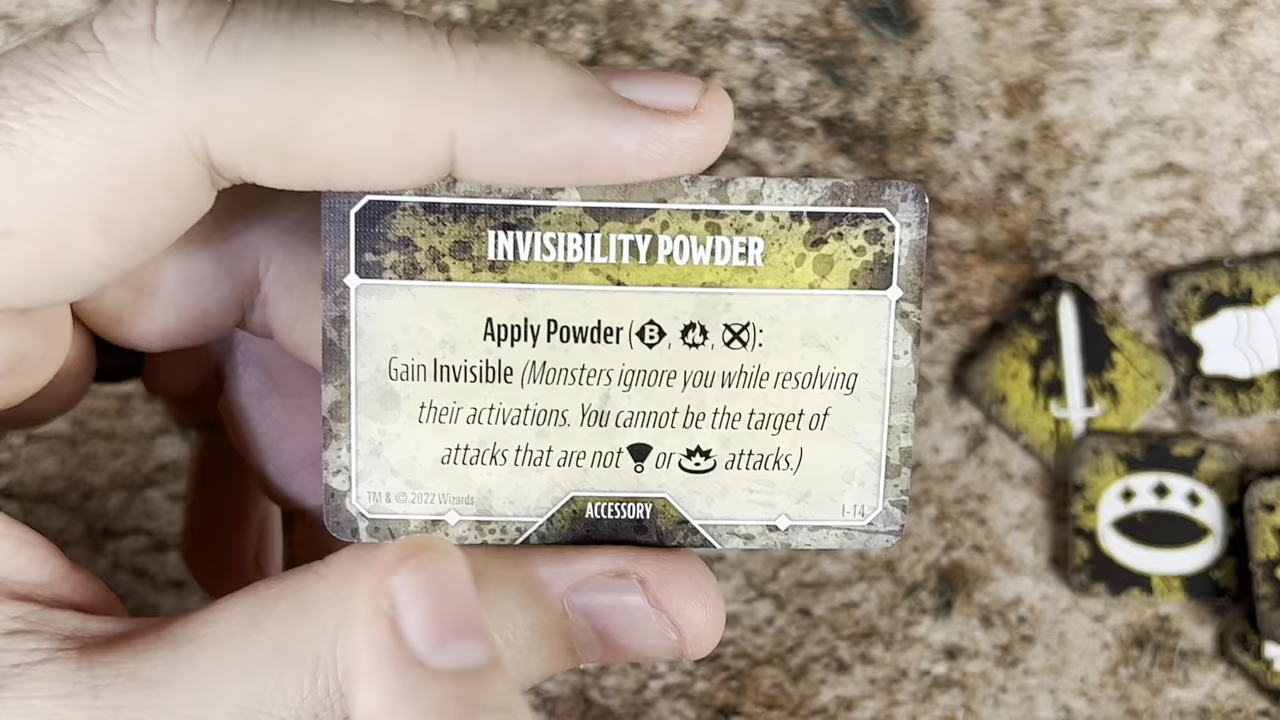 INVISIBILITY POWDER
Apply Powder (B, , ):
Gain Invisible (Monsters ignore you while resolving
their activations. You cannot be the target of
attacks that are not or attacks.)
TM & © 2022 Wizards
ACCESSORY
I-14